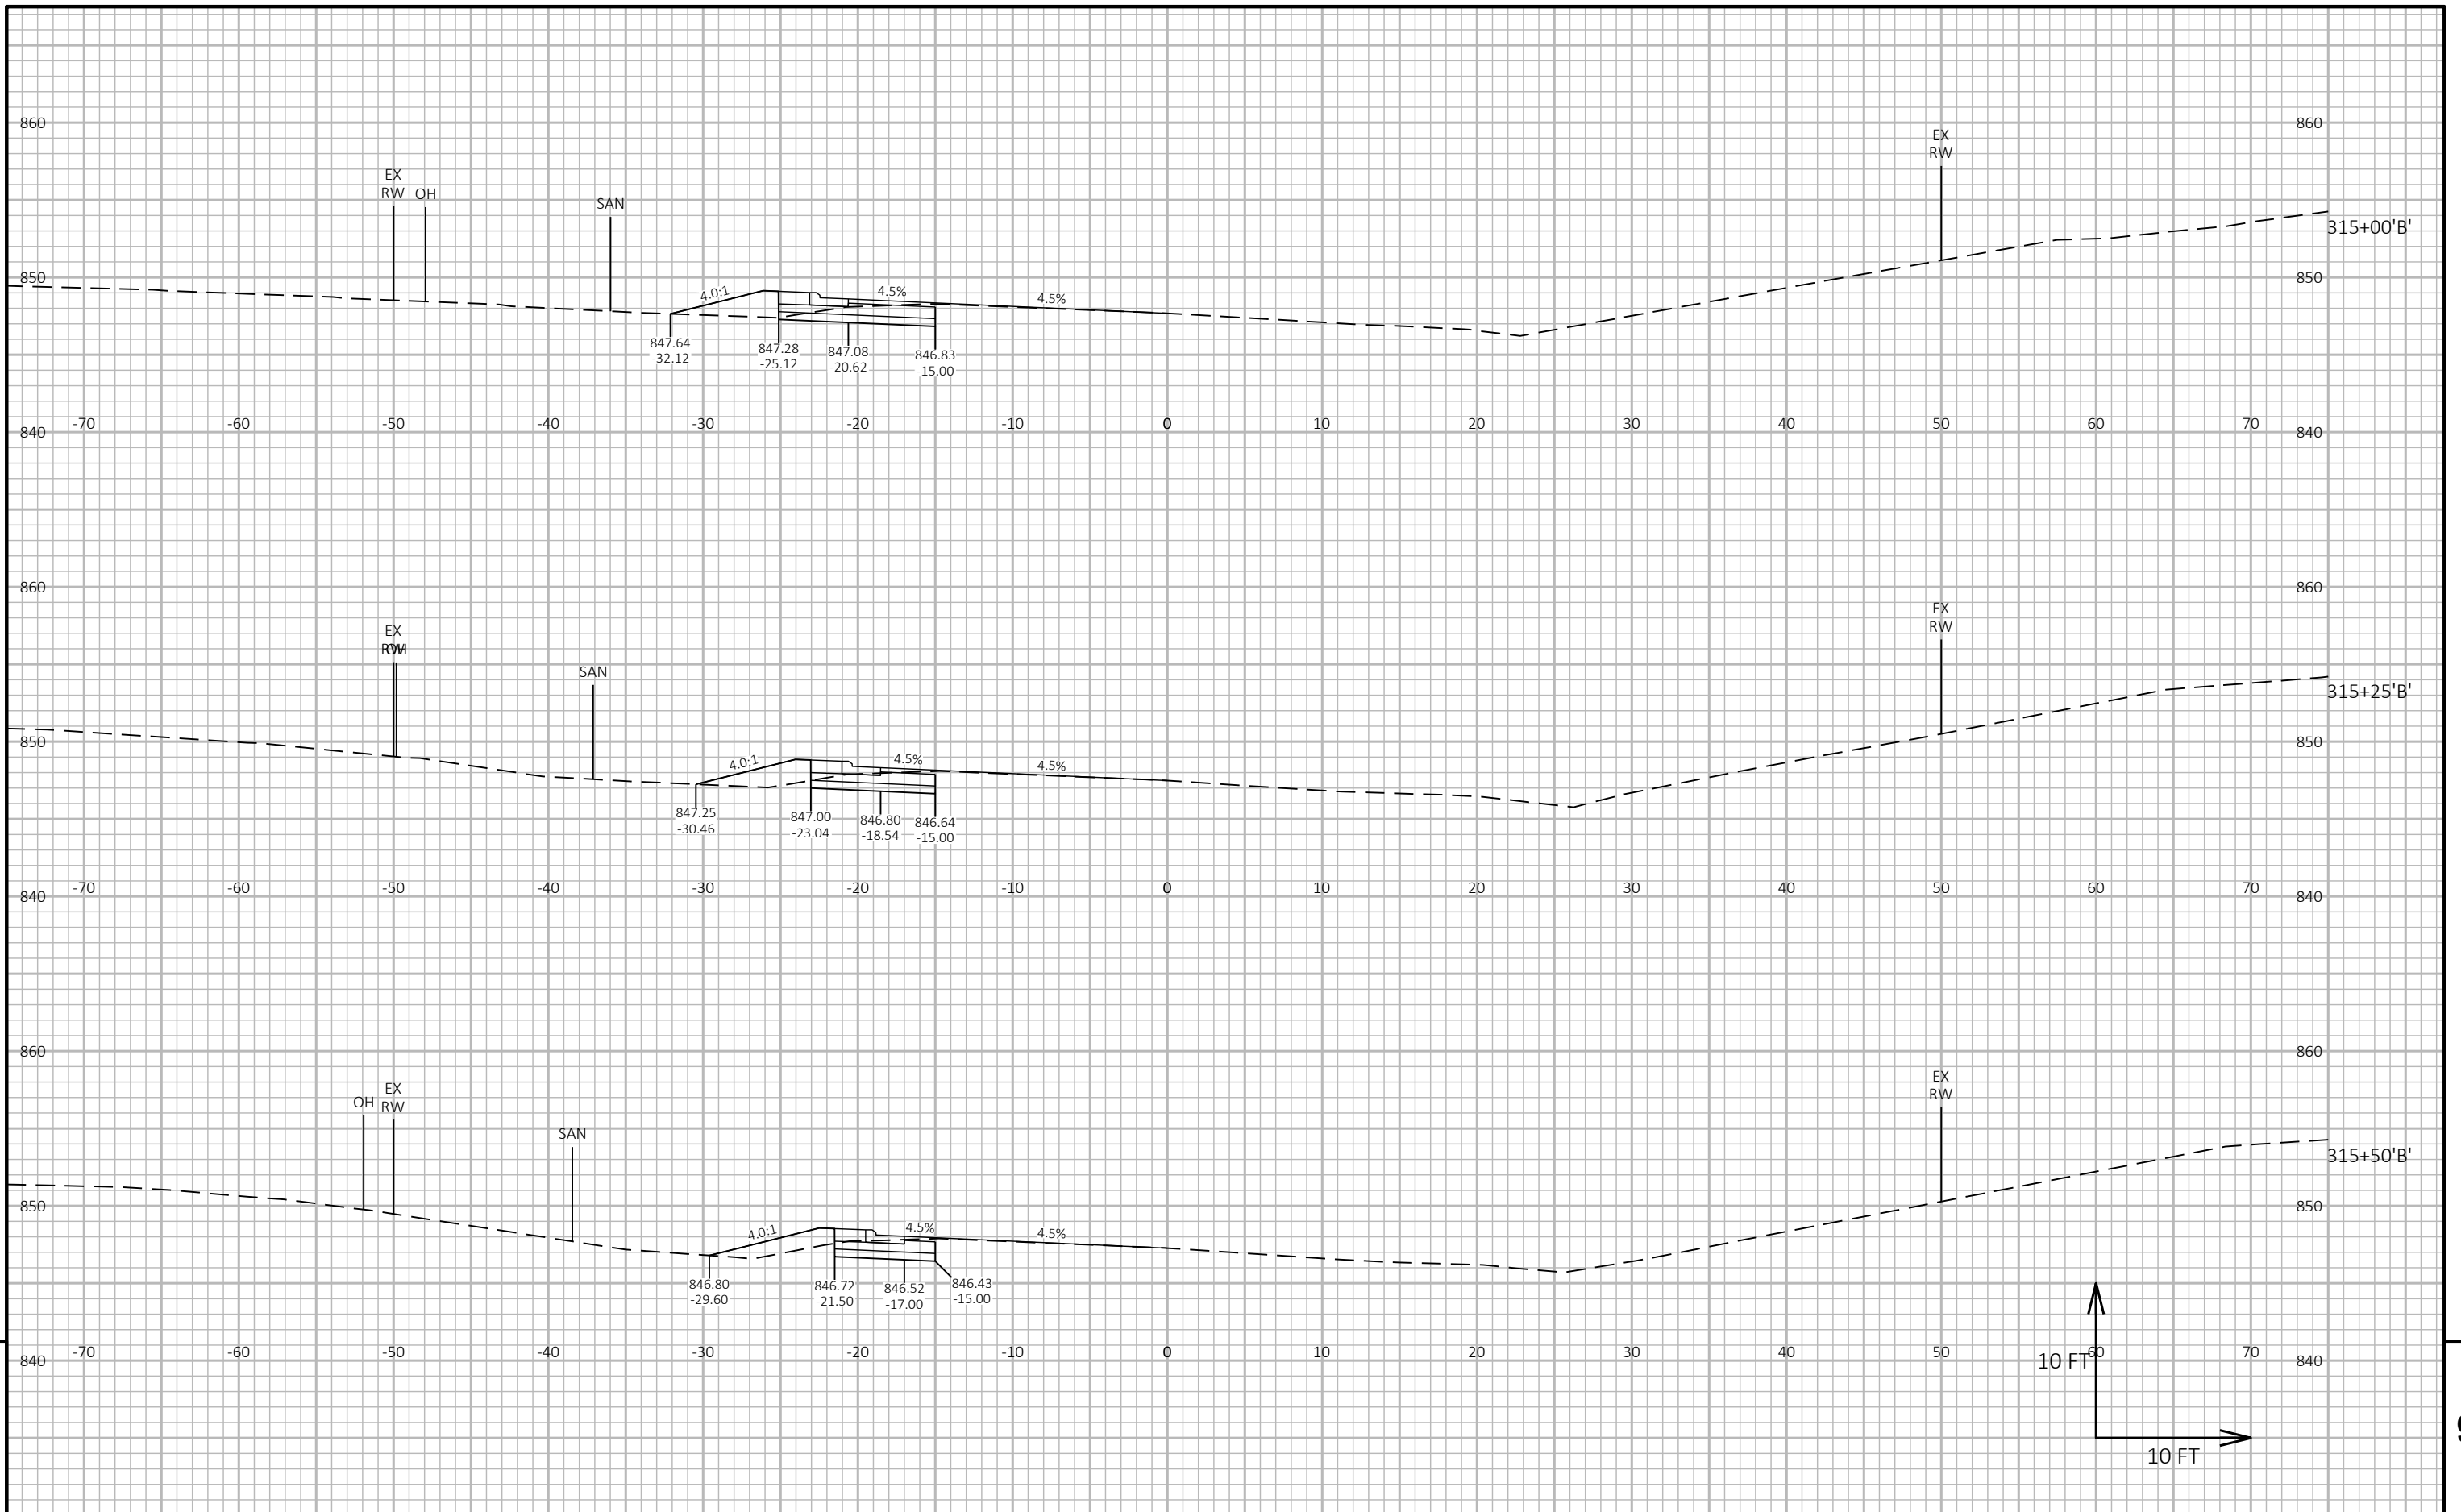 860 860
EX
RW
EX
RW OH
SAN
315+00'B'
850 850
4.0:1 4.5% 4.5%
847.64 847.28 847.08 846.83
-32.12 -25.12 -20.62 -15.00
-70 -60 -50 -40 -30 -20 -10 0 10 20 30 40 50 60 70
840 840
860 860
EX
RW
EX
RW OH
SAN
315+25'B'
850 850
4.0:1 4.5% 4.5%
847.25 847.00 846.80 846.64
-30.46 -23.04 -18.54 -15.00
-70 -60 -50 -40 -30 -20 -10 0 10 20 30 40 50 60 70
840 840
860 860
EX
RW
EX
OH RW
SAN
315+50'B'
850 850
4.0:1 4.5% 4.5%
846.80 846.72 846.52 846.43
-29.60 -21.50 -17.00 -15.00
-70 -60 -50 -40 -30 -20 -10 0 10 20 30 40 50 60 70
840 10 FT 840
10 FT